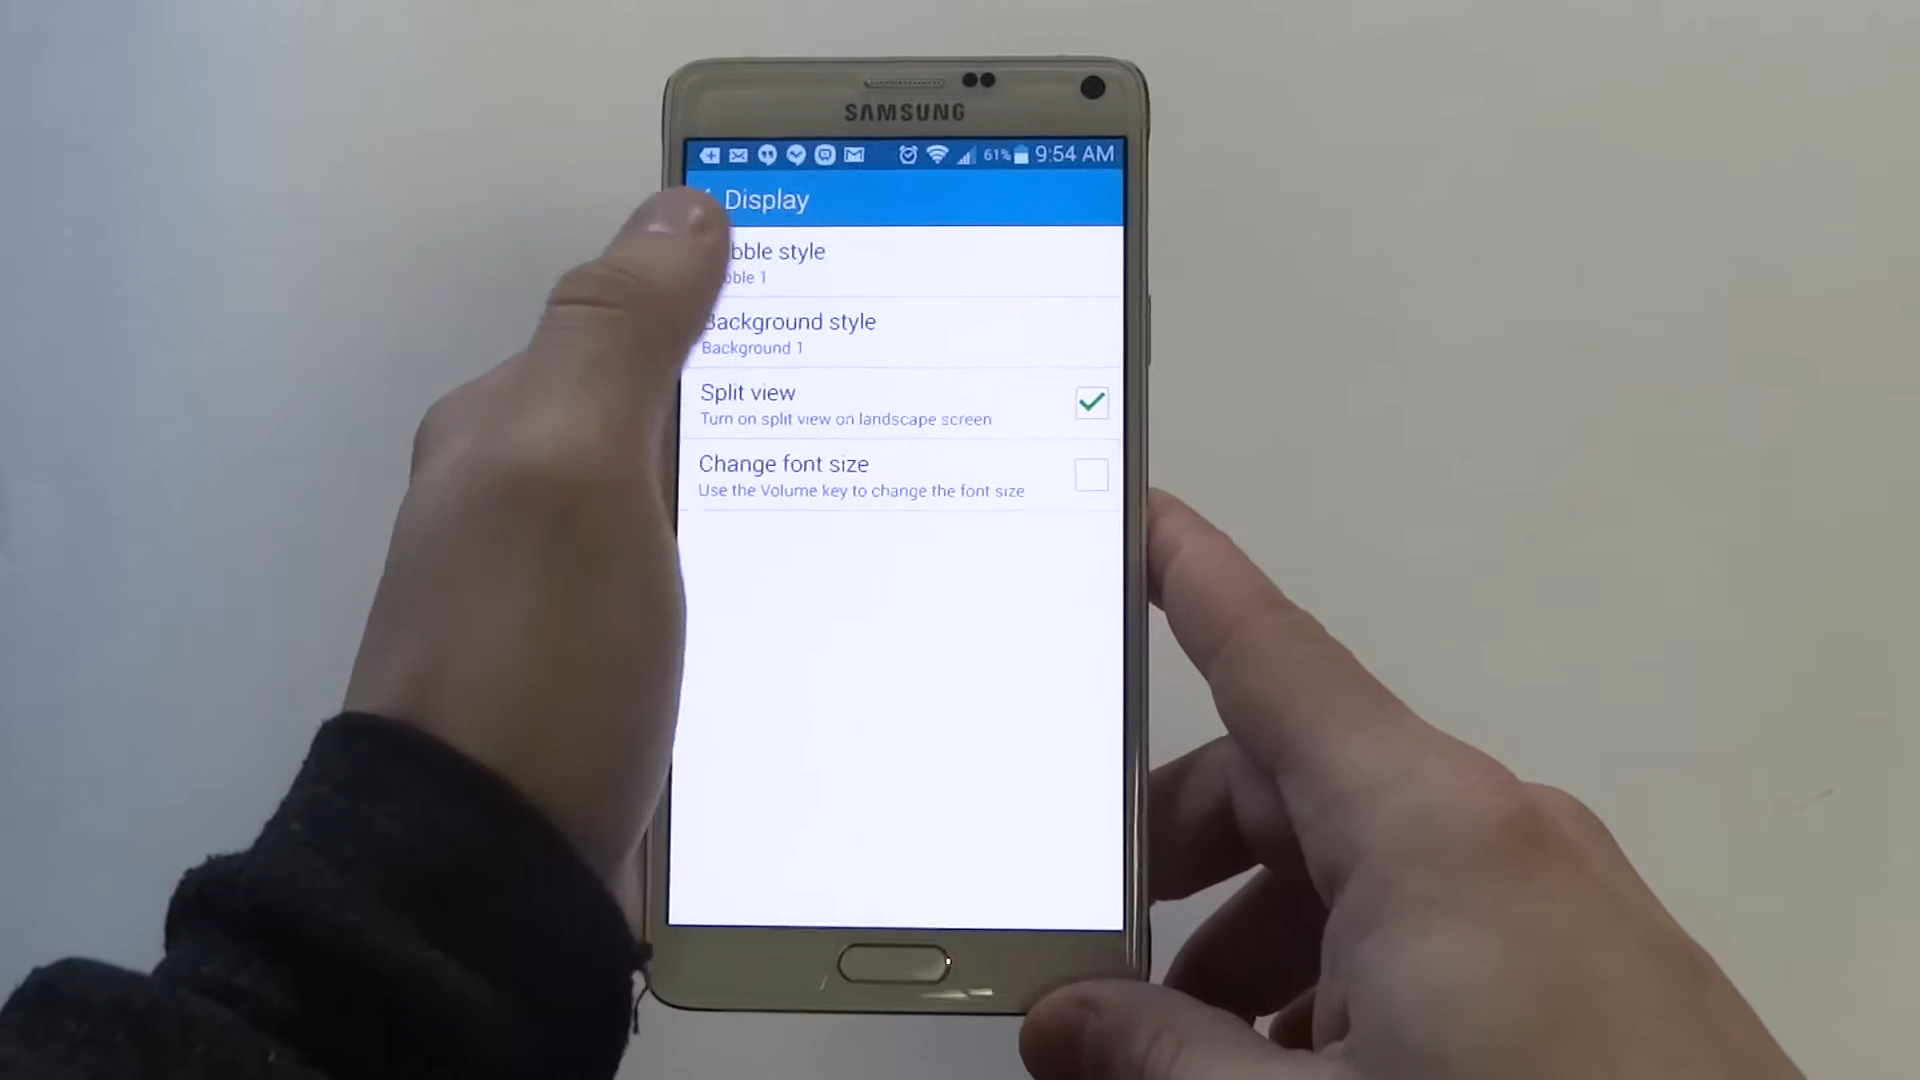 SAMSUNG
61% 9:54 AM
Display
bble style
bble 1
Background style
Background 1
Split view
Turn on split view on landscape screen
Change font size
Use the Volume key to change the font size